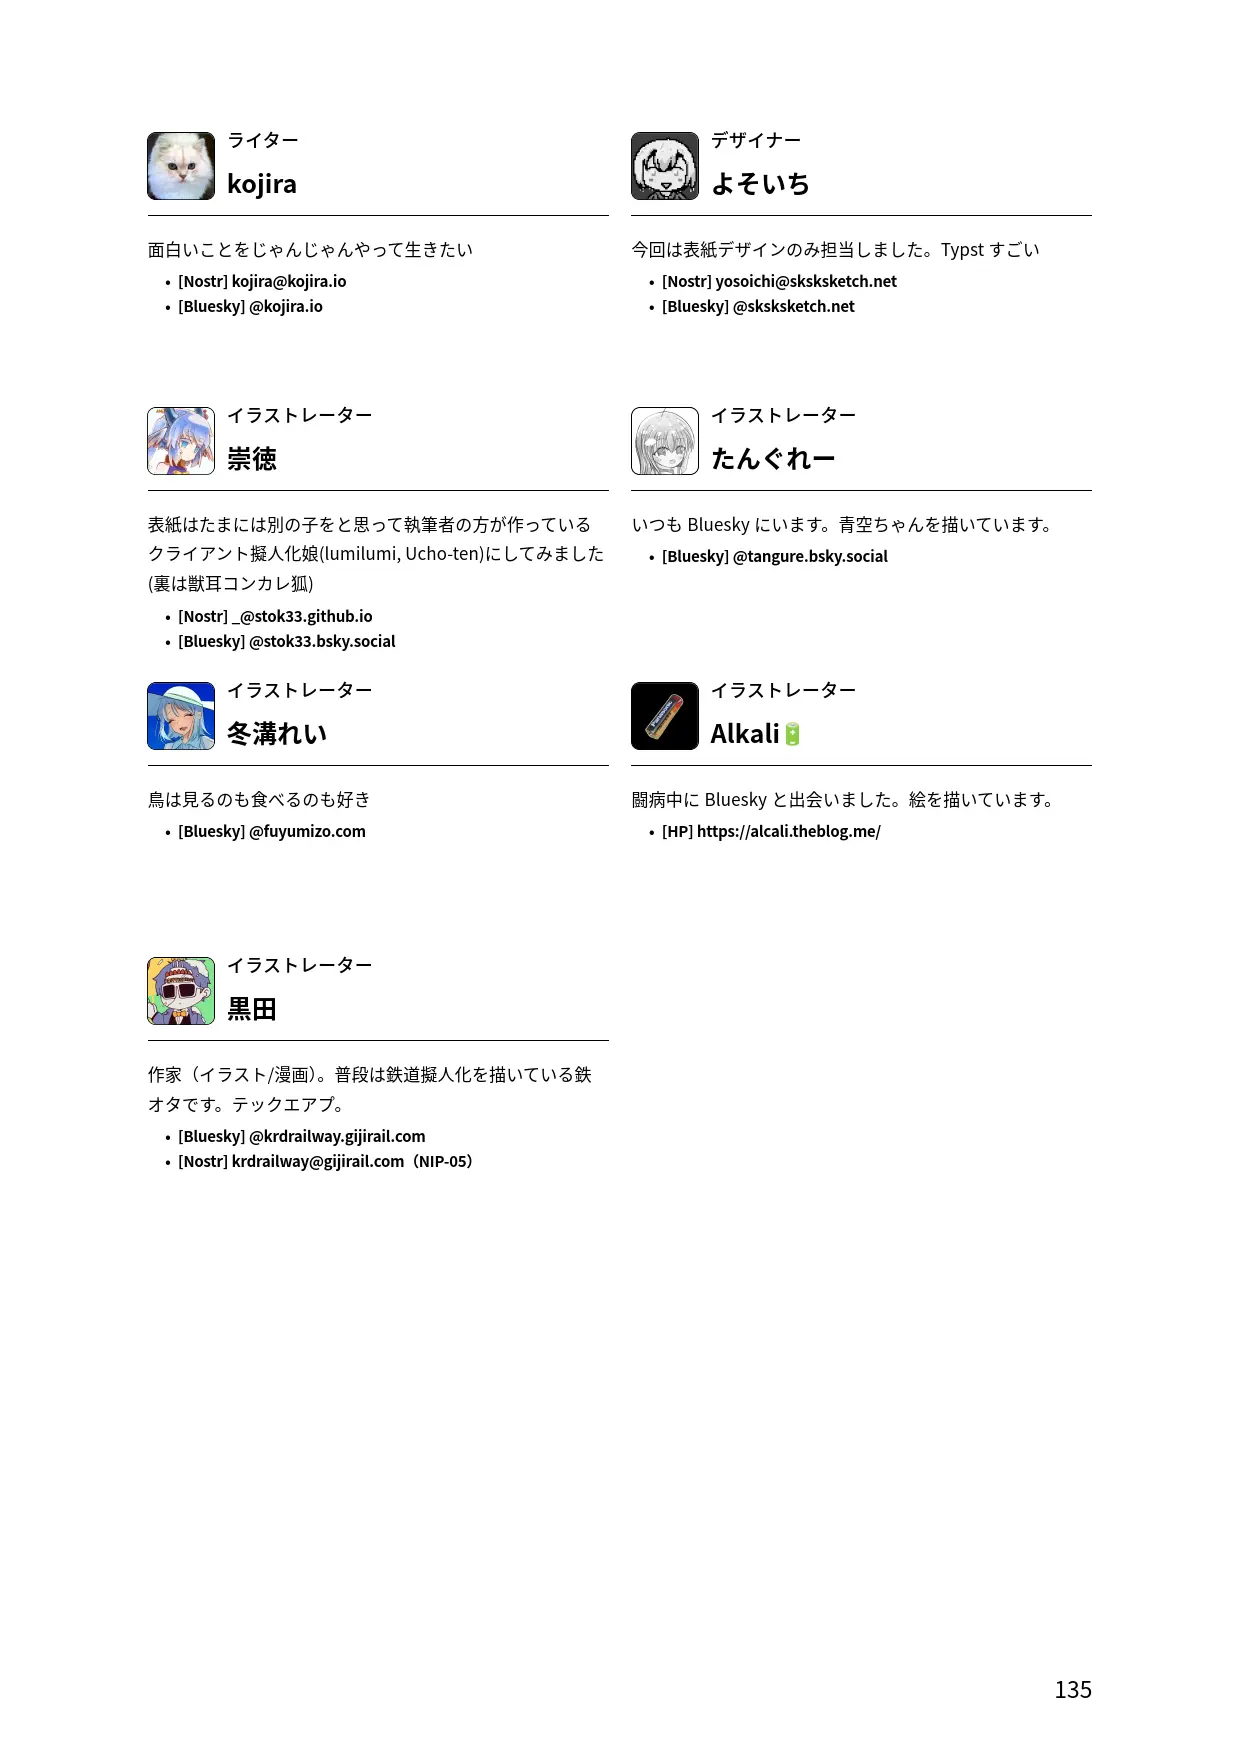 ライター
kojira
面白いことをじゃんじゃんやって生きたい
• [Nostr] kojira@kojira.io
• [Bluesky] @kojira.io
デザイナー
よそいち
今回は表紙デザインのみ担当しました。Typst すごい
• [Nostr] yosoichi@sksksketch.net
• [Bluesky] @sksksketch.net
イラストレーター
崇徳
表紙はたまには別の子をと思って執筆者の方が作っている
クライアント擬人化娘(lumilumi, Ucho-ten)にしてみました
(裏は獣耳コンカレ狐)
• [Nostr] _@stok33.github.io
• [Bluesky] @stok33.bsky.social
イラストレーター
たんぐれー
いつも Bluesky にいます。青空ちゃんを描いています。
• [Bluesky] @tangure.bsky.social
イラストレーター
冬溝れい
鳥は見るのも食べるのも好き
• [Bluesky] @fuyumizo.com
イラストレーター
Alkali🔋
闘病中に Bluesky と出会いました。絵を描いています。
• [HP] https://alcali.theblog.me/
イラストレーター
黒田
作家（イラスト/漫画）。普段は鉄道擬人化を描いている鉄
オタです。テックエアプ。
• [Bluesky] @krdrailway.gijirail.com
• [Nostr] krdrailway@gijirail.com（NIP-05）
135